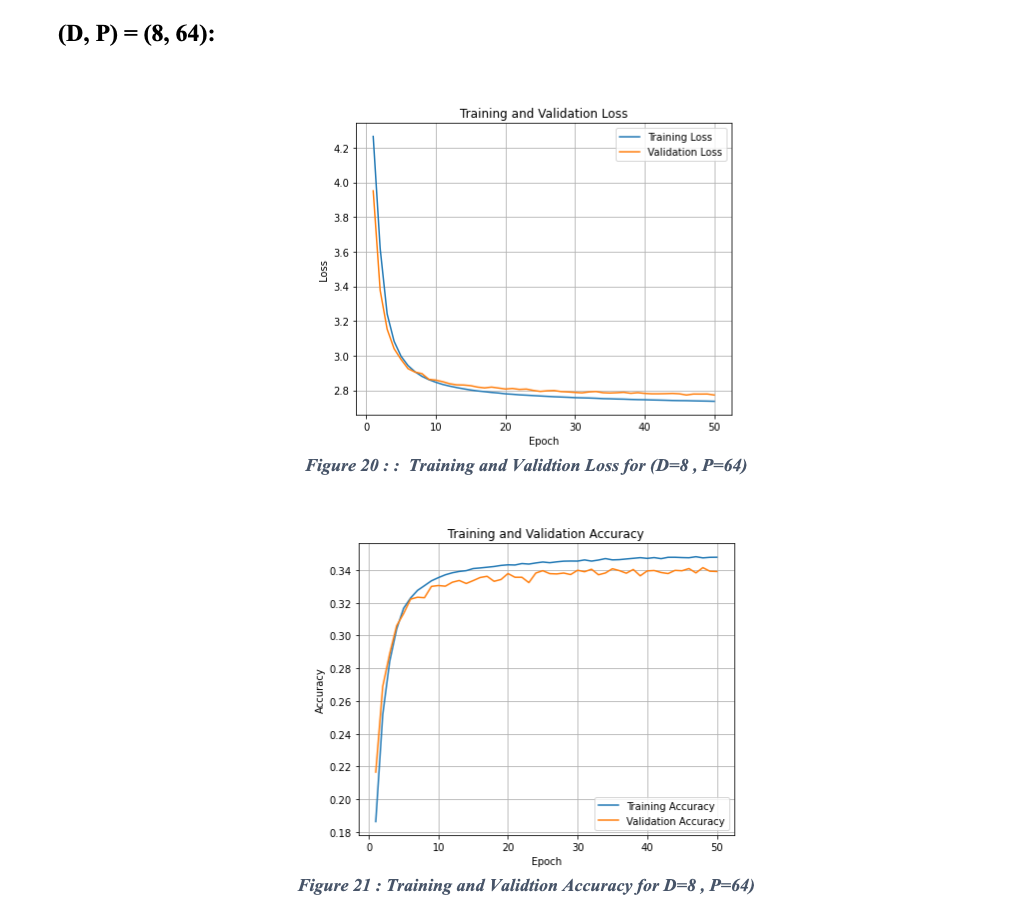 (D, P) = (8, 64):
Training and Validation Loss
Training Loss
Validation Loss
4.2
4.0
3.8
3.6
3.4
3.2
3.0
2.8
Loss
0 10 20 30 40 50
Epoch
Figure 20 : : Training and Validtion Loss for (D=8 , P=64)
Training and Validation Accuracy
0.34
0.32
0.30
0.28
0.26
0.24
0.22
0.20
0.18
Accuracy
Training Accuracy
Validation Accuracy
0 10 20 30 40 50
Epoch
Figure 21 : Training and Validtion Accuracy for D=8 , P=64)